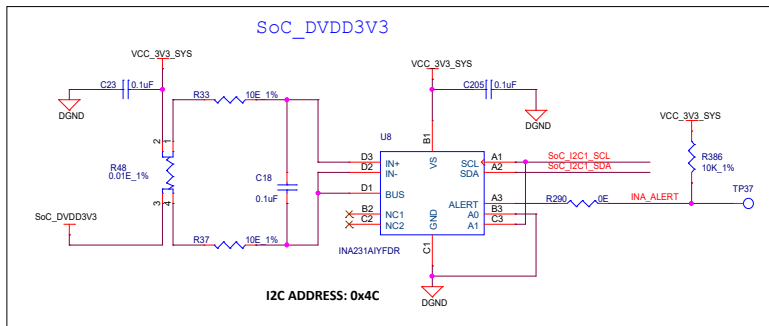 SoC_DVDD3V3
VCC_3V3_SYS
C23
0.1uF
DGND
R33
10E_1%
2
1
R48
0.01E_1%
3
4
SoC_DVDD3V3
C18
0.1uF
R37
10E_1%
VCC_3V3_SYS
C205
0.1uF
DGND
U8
B1
D3
IN+
D2
IN-
D1
BUS
B2
NC1
C2
NC2
VS
GND
C1
SCL
A1
SoC_I2C1_SCL
SDA
A2
SoC_I2C1_SDA
ALERT
A3
A0
B3
A1
C3
INA231AIYFDR
DGND
R290
0E
INA_ALERT
VCC_3V3_SYS
R386
10K_1%
TP37
I2C ADDRESS: 0x4C